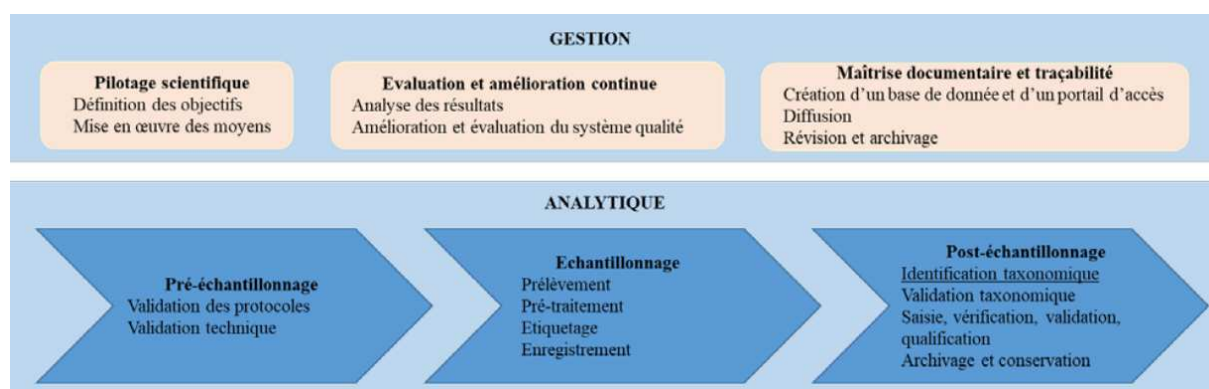 GESTION
Pilotage scientifique
Définition des objectifs
Mise en œuvre des moyens
Evaluation et amélioration continue
Analyse des résultats
Amélioration et évaluation du système qualité
Maîtrise documentaire et traçabilité
Création d'un base de donnée et d'un portail d'accès
Diffusion
Révision et archivage
ANALYTIQUE
Pré-échantillonnage
Validation des protocoles
Validation technique
Echantillonnage
Prélèvement
Pré-traitement
Etiquetage
Enregistrement
Post-échantillonnage
Identification taxonomique
Validation taxonomique
Saisie, vérification, validation,
qualification
Archivage et conservation